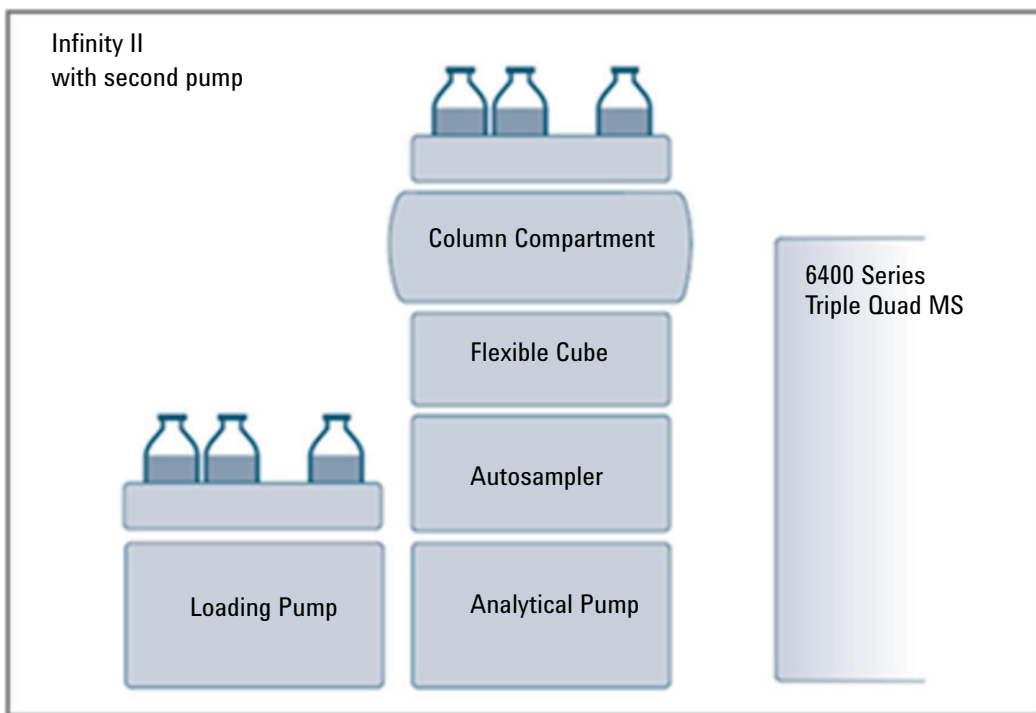 Infinity II
with second pump
Column Compartment
6400 Series
Triple Quad MS
Flexible Cube
Autosampler
Loading Pump
Analytical Pump